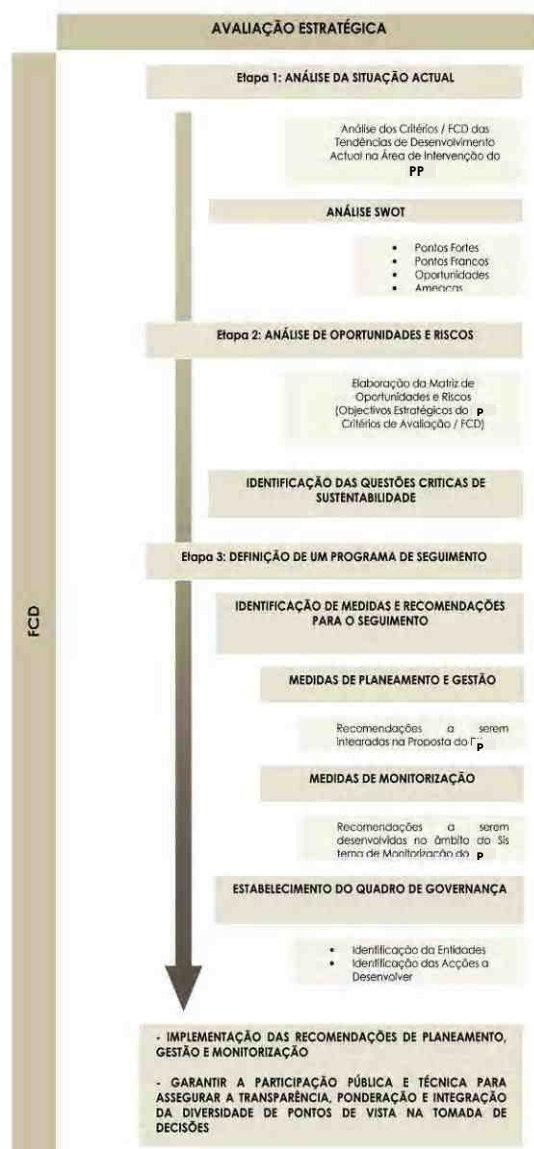 AVALIAÇÃO ESTRATÉGICA
FCD
Etapa 1: ANÁLISE DA SITUAÇÃO ACTUAL
Análise dos Critérios / FCD das
Tendências de Desenvolvimento
Actual na Área de Intervenção do
PP
ANÁLISE SWOT
• Pontos Fortes
• Pontos Francos
• Oportunidades
• Ameaças
Etapa 2: ANÁLISE DE OPORTUNIDADES E RISCOS
Elaboração da Matriz de
Oportunidades e Riscos
(Objectivos Estratégicos do P
Critérios de Avaliação / FCD)
IDENTIFICAÇÃO DAS QUESTÕES CRITICAS DE
SUSTENTABILIDADE
Etapa 3: DEFINIÇÃO DE UM PROGRAMA DE SEGUIMENTO
IDENTIFICAÇÃO DE MEDIDAS E RECOMENDAÇÕES
PARA O SEGUIMENTO
MEDIDAS DE PLANEAMENTO E GESTÃO
Recomendações a serem
integradas na Proposta do P
MEDIDAS DE MONITORIZAÇÃO
Recomendações a serem
desenvolvidas no âmbito do Sis
tema de Monitorização do P
ESTABELECIMENTO DO QUADRO DE GOVERNANÇA
• Identificação da Entidades
• Identificação das Acções a
Desenvolver
- IMPLEMENTAÇÃO DAS RECOMENDAÇÕES DE PLANEAMENTO,
GESTÃO E MONITORIZAÇÃO
- GARANTIR A PARTICIPAÇÃO PÚBLICA E TÉCNICA PARA
ASSEGURAR A TRANSPARÊNCIA, PONDERAÇÃO E INTEGRAÇÃO
DA DIVERSIDADE DE PONTOS DE VISTA NA TOMADA DE
DECISÕES